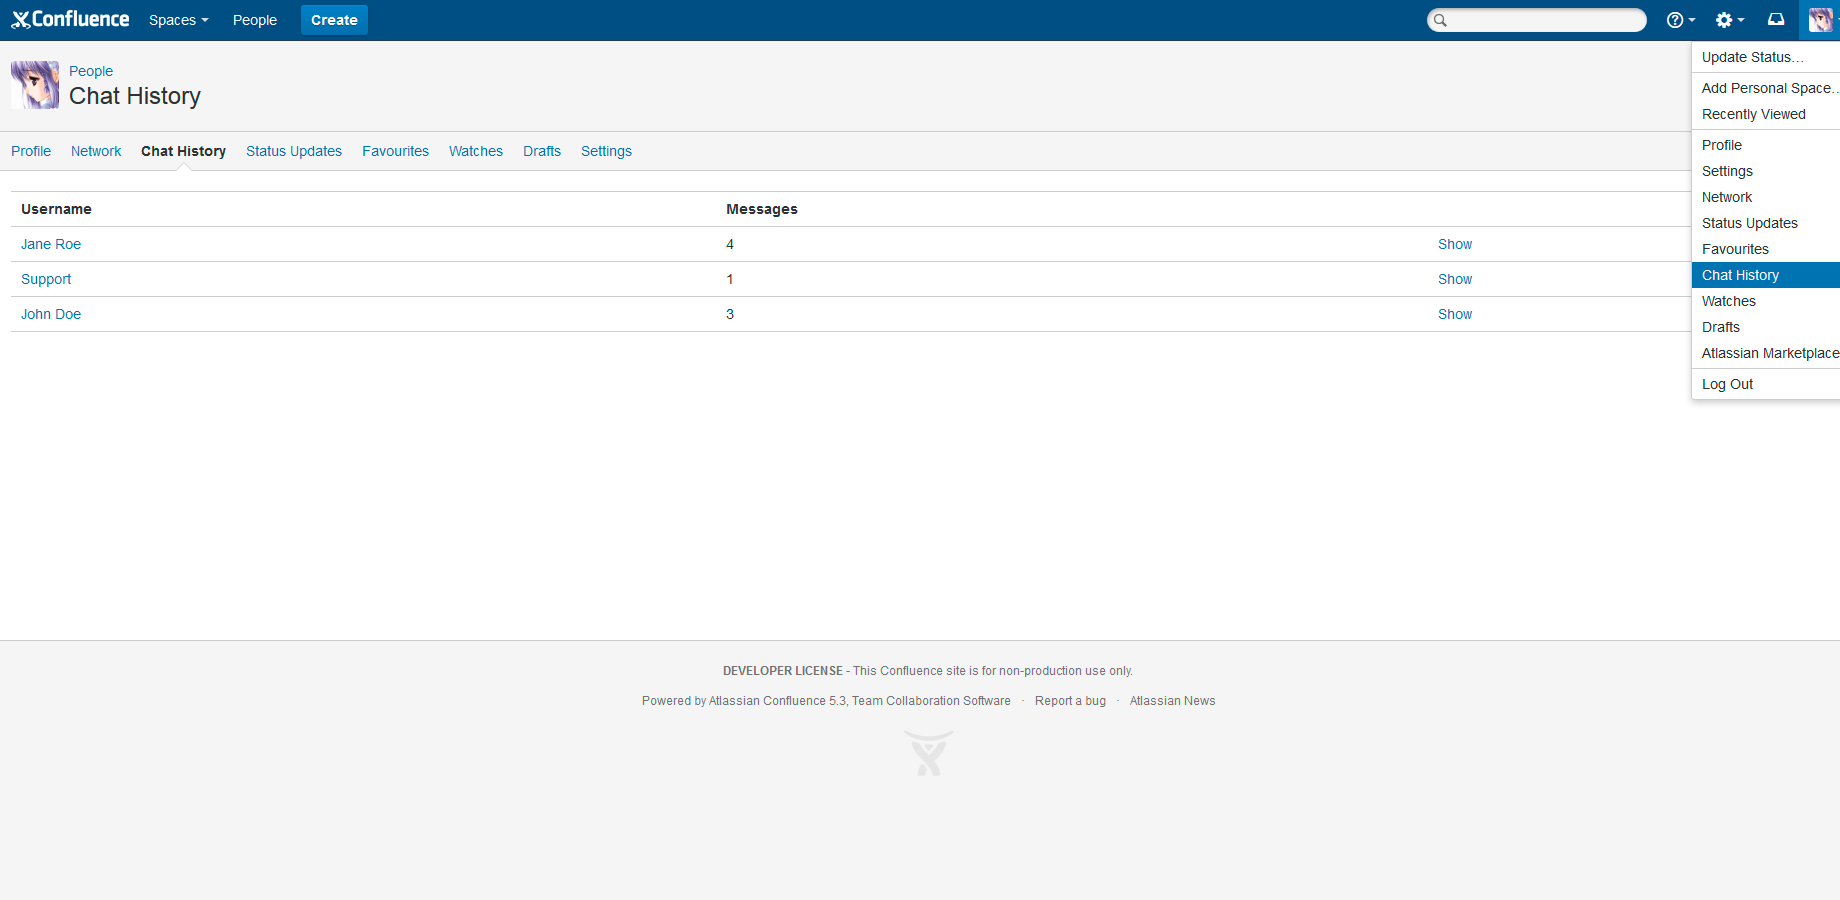 Confluence Spaces People Create
Update Status...
Add Personal Space..
Recently Viewed
Profile
Settings
Network
Status Updates
Favourites
Chat History
Watches
Drafts
Atlassian Marketplace
Log Out
People
Chat History
Profile Network Chat History Status Updates Favourites Watches Drafts Settings
Username Messages
Jane Roe 4 Show
Support 1 Show
John Doe 3 Show
DEVELOPER LICENSE - This Confluence site is for non-production use only.
Powered by Atlassian Confluence 5.3, Team Collaboration Software · Report a bug · Atlassian News